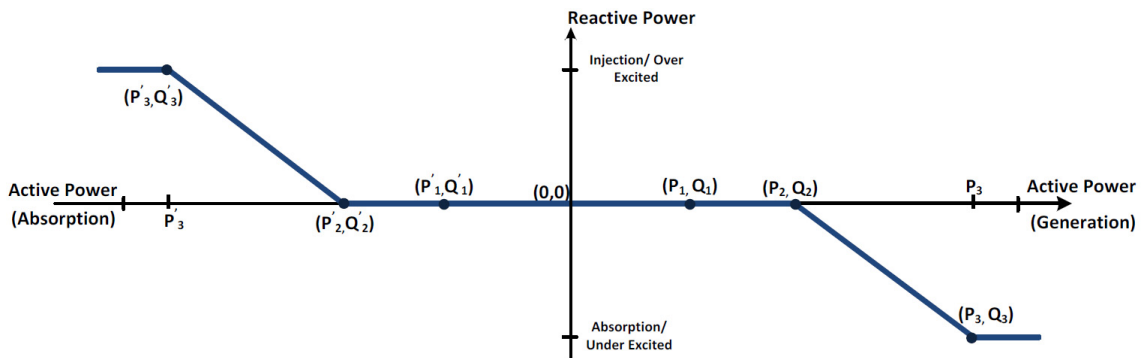 Reactive Power
Injection/ Over
Excited
(P'3,Q'3)
Active Power
(Absorption)
P'3
(P'2,Q'2)
(P'1,Q'1)
(0,0)
(P1, Q1)
(P2, Q2)
P3
Active Power
(Generation)
(P3, Q3)
Absorption/
Under Excited